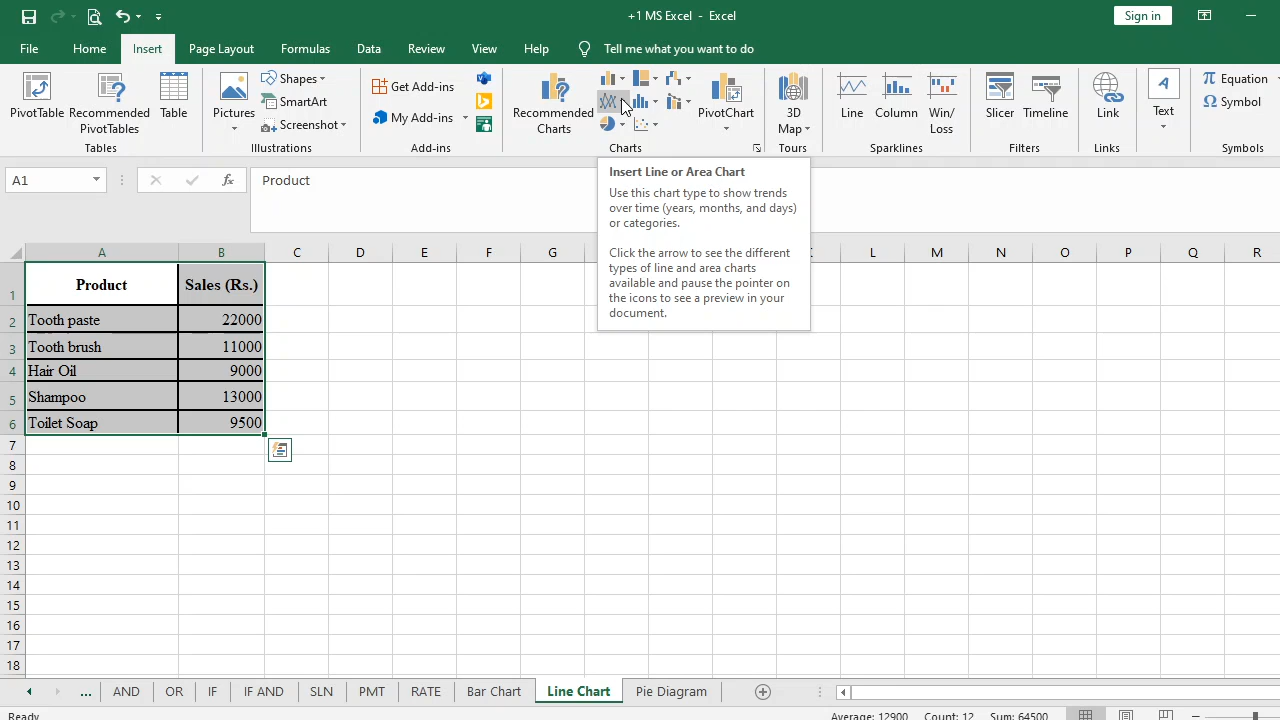 +1 MS Excel - Excel
Sign in
File Home Insert Page Layout Formulas Data Review View Help Tell me what you want to do
PivotTable
Recommended
PivotTables
Table
Tables
Pictures
Shapes
SmartArt
Screenshot
Illustrations
Get Add-ins
My Add-ins
Add-ins
Recommended
Charts
PivotChart
Charts
3D
Map
Tours
Line
Column
Win/
Loss
Sparklines
Slicer
Timeline
Filters
Link
Links
A
Text
π Equation
Ω Symbol
Symbols
A1
fx
Product
Insert Line or Area Chart
Use this chart type to show trends
over time (years, months, and days)
or categories.
Click the arrow to see the different
types of line and area charts
available and pause the pointer on
the icons to see a preview in your
document.
A B C D E F G K L M N O P Q R
1 Product Sales (Rs.)
2 Tooth paste 22000
3 Tooth brush 11000
4 Hair Oil 9000
5 Shampoo 13000
6 Toilet Soap 9500
7
8
9
10
11
12
13
14
15
16
17
18
... AND OR IF IF AND SLN PMT RATE Bar Chart Line Chart Pie Diagram
Ready Average: 12900 Count: 12 Sum: 64500